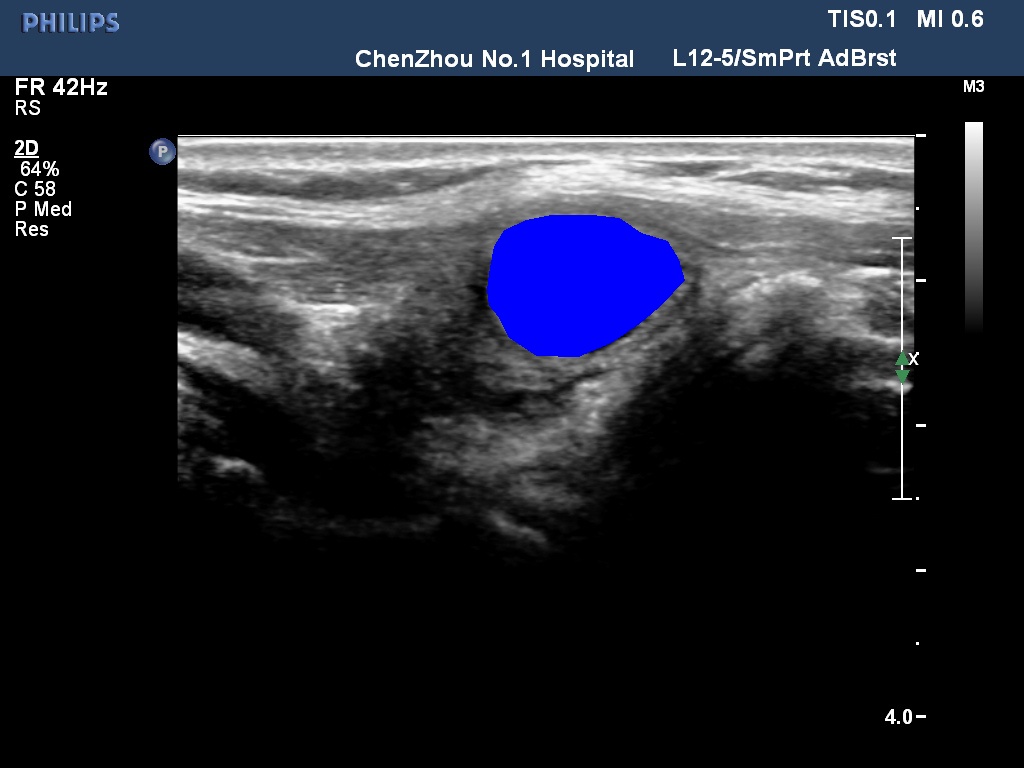 PHILIPS
TIS0.1 MI 0.6
ChenZhou No.1 Hospital L12-5/SmPrt AdBrst
FR 42Hz
RS
M3
2D
64%
C 58
P Med
Res
P
X
4.0